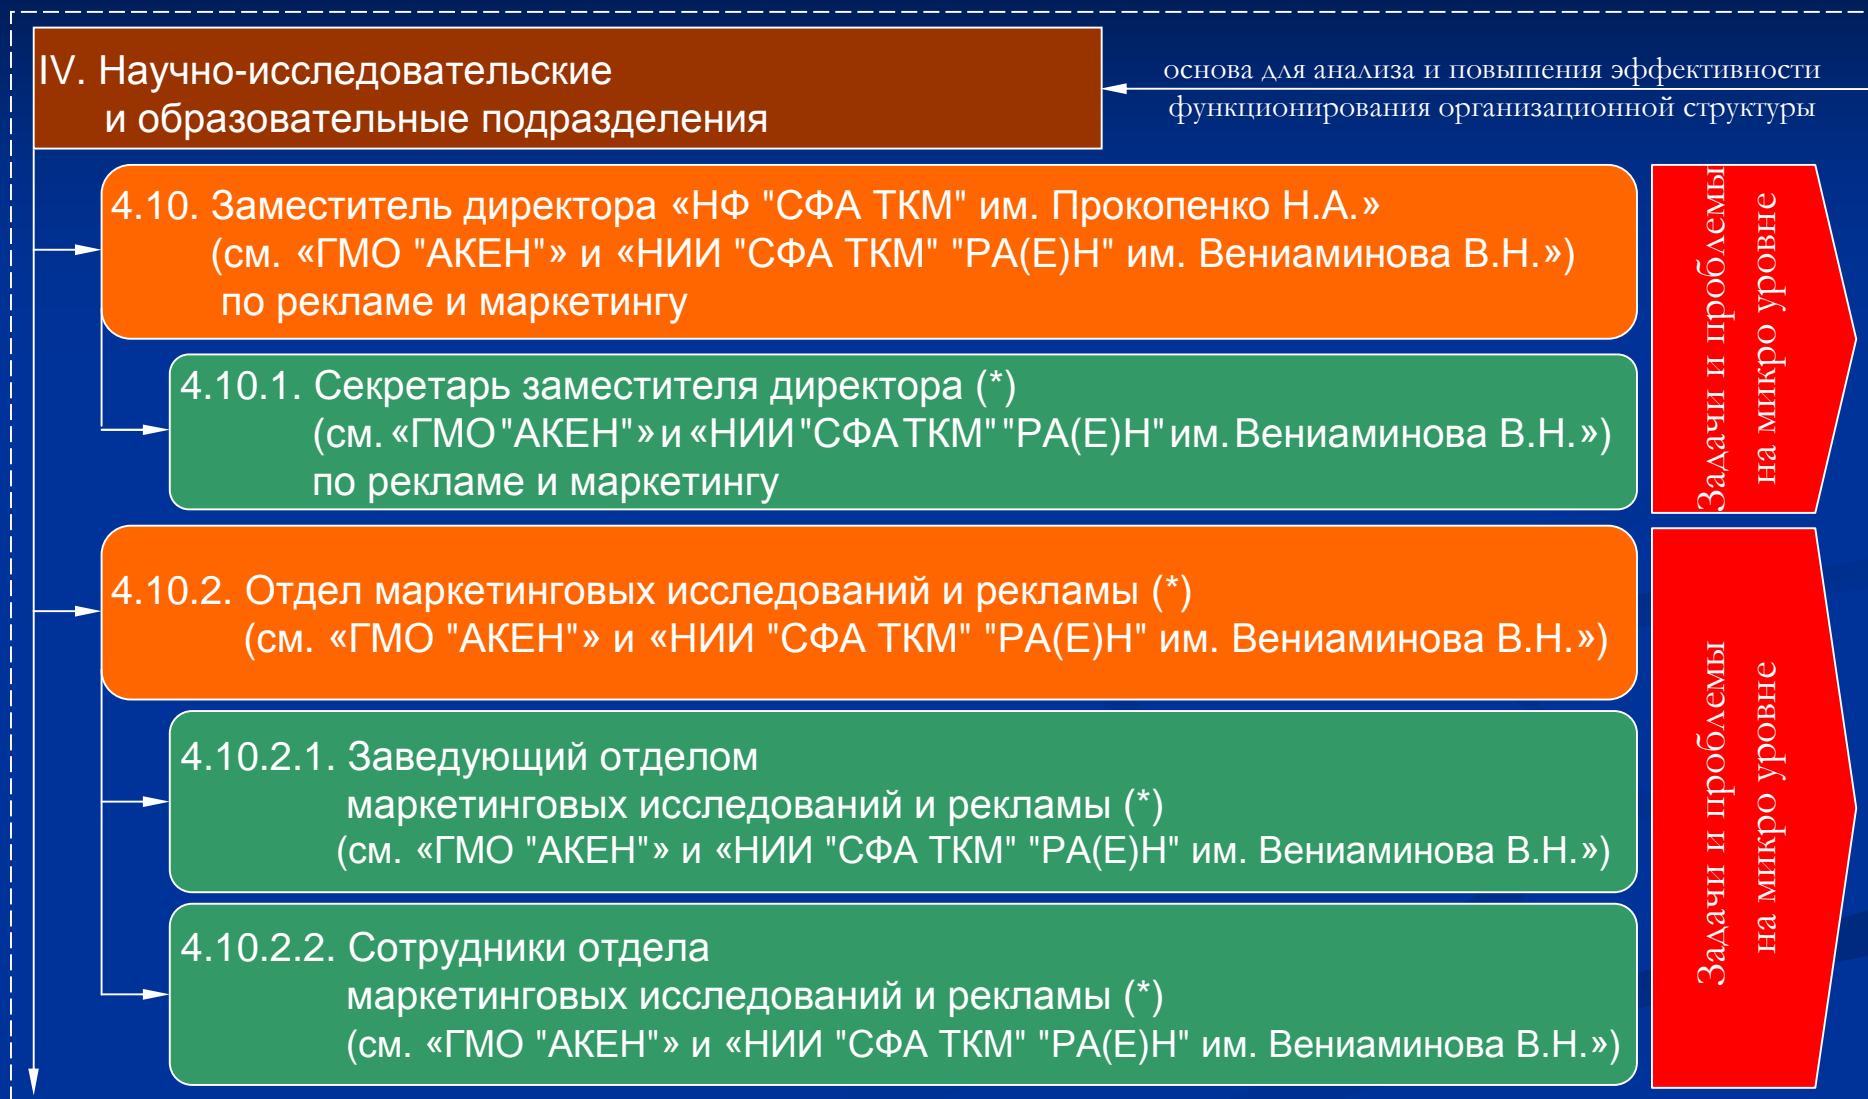 IV. Научно-исследовательские
и образовательные подразделения
основа для анализа и повышения эффективности
функционирования организационной структуры
4.10. Заместитель директора «НФ "СФА ТКМ" им. Прокопенко Н.А.»
(см. «ГМО "АКЕН"» и «НИИ "СФА ТКМ" "РА(Е)Н" им. Вениаминова В.Н.»)
по рекламе и маркетингу
4.10.1. Секретарь заместителя директора (*)
(см. «ГМО "АКЕН"» и «НИИ "СФА ТКМ" "РА(Е)Н" им. Вениаминова В.Н.»)
по рекламе и маркетингу
Задачи и проблемы
на микро уровне
4.10.2. Отдел маркетинговых исследований и рекламы (*)
(см. «ГМО "АКЕН"» и «НИИ "СФА ТКМ" "РА(Е)Н" им. Вениаминова В.Н.»)
4.10.2.1. Заведующий отделом
маркетинговых исследований и рекламы (*)
(см. «ГМО "АКЕН"» и «НИИ "СФА ТКМ" "РА(Е)Н" им. Вениаминова В.Н.»)
4.10.2.2. Сотрудники отдела
маркетинговых исследований и рекламы (*)
(см. «ГМО "АКЕН"» и «НИИ "СФА ТКМ" "РА(Е)Н" им. Вениаминова В.Н.»)
Задачи и проблемы
на микро уровне